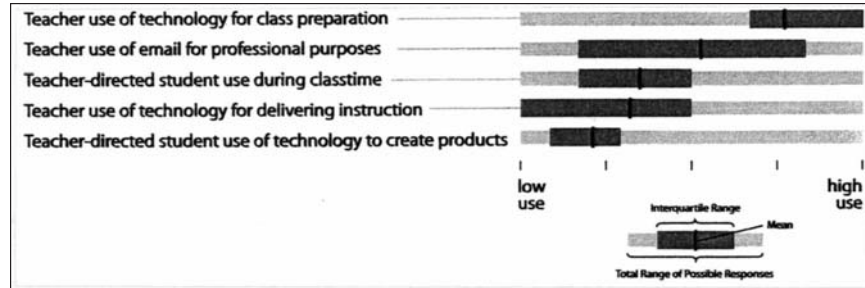 Teacher use of technology for class preparation
Teacher use of email for professional purposes
Teacher-directed student use during classtime
Teacher use of technology for delivering instruction
Teacher-directed student use of technology to create products
low use
high use
Interquartile Range
Mean
Total Range of Possible Responses